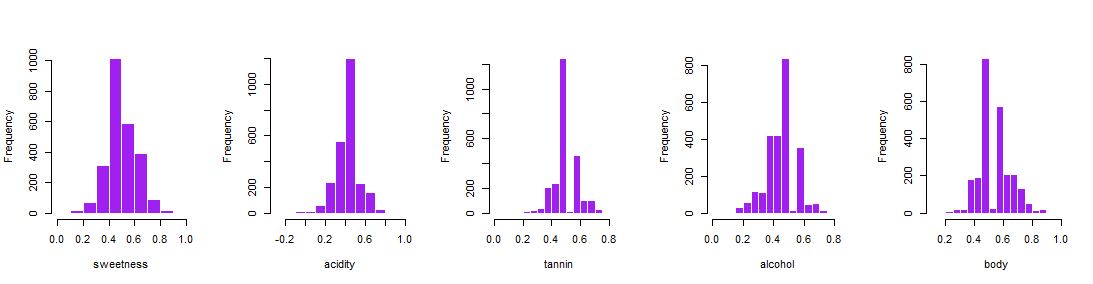 Frequency
0 200 400 600 800 1000
0.0 0.2 0.4 0.6 0.8 1.0
sweetness
Frequency
0 200 600 1000
-0.2 0.2 0.6 1.0
acidity
Frequency
0 200 600 1000
0.0 0.2 0.4 0.6 0.8
tannin
Frequency
0 200 400 600 800
0.0 0.2 0.4 0.6 0.8
alcohol
Frequency
0 200 400 600 800
0.2 0.4 0.6 0.8 1.0
body